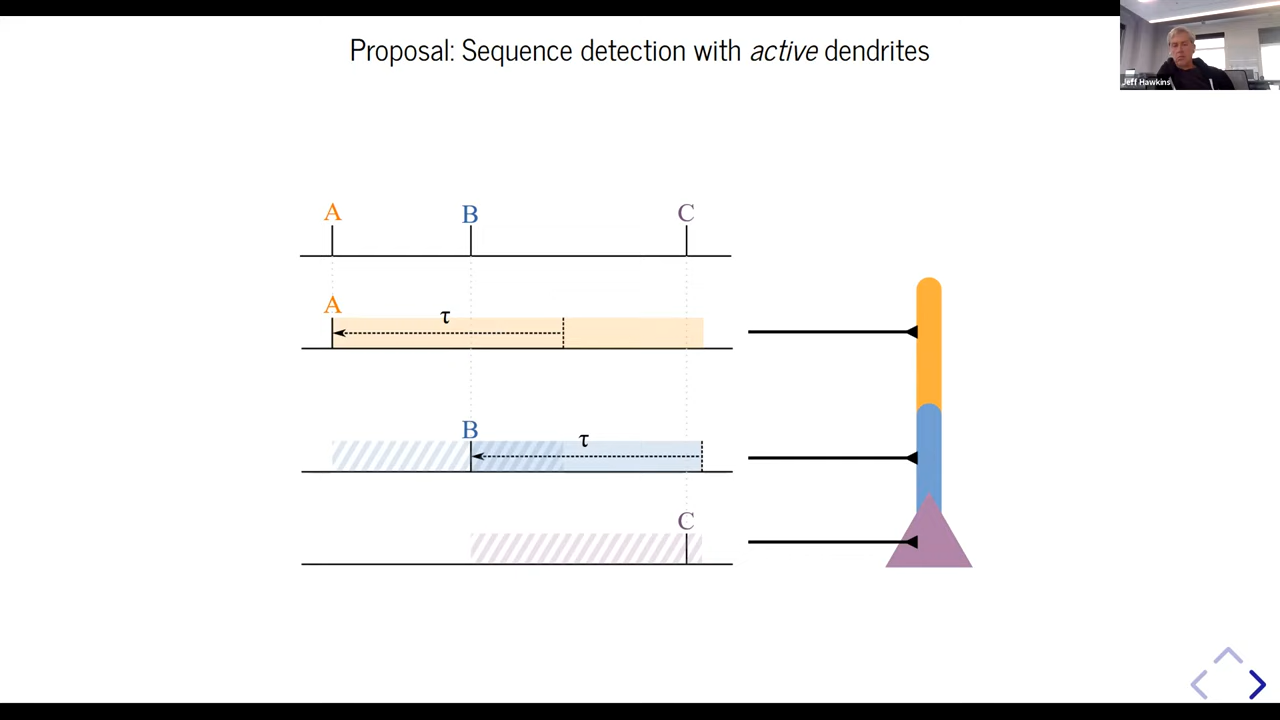 Proposal: Sequence detection with active dendrites
Jeff Hawkins
A B C
A
τ
B
τ
C